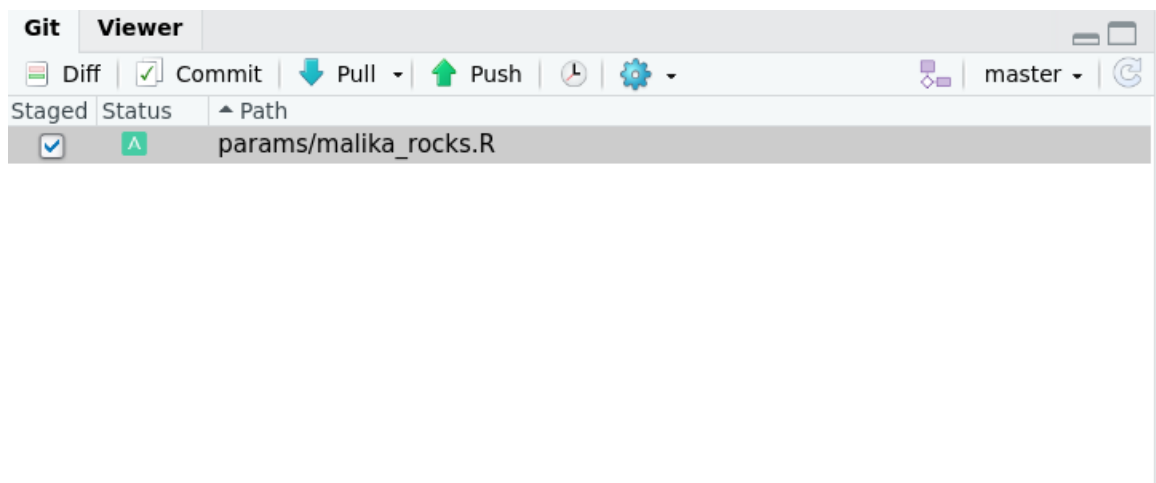 Git Viewer
Diff Commit Pull Push master
Staged Status Path
A params/malika_rocks.R